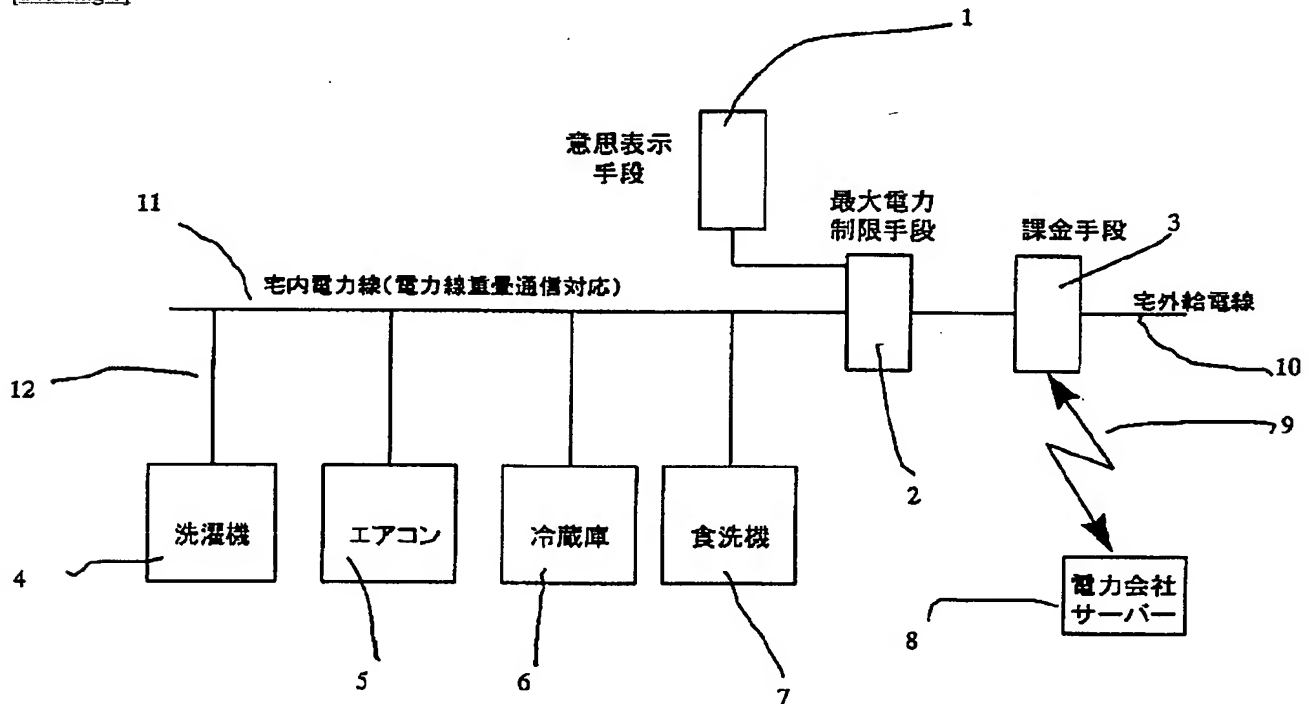 1
意思表示
手段
最大電力
制限手段
課金手段
3
11
宅内電力線(電力線重畳通信対応)
宅外給電線
10
12
9
2
洗濯機
エアコン
冷蔵庫
食洗機
4
電力会社
サーバー
8
5
6
7